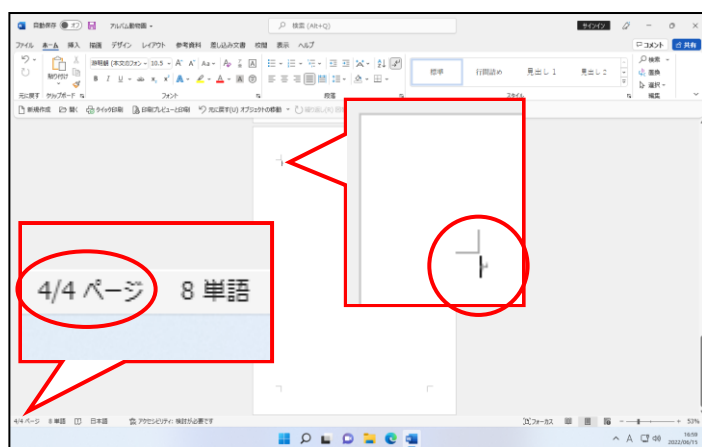 自動保存 オフ アルバム動物園 検索 (Alt+Q) サインイン
ファイル ホーム 挿入 描画 デザイン レイアウト 参考資料 差し込み文書 校閲 表示 ヘルプ コメント 共有
貼り付け 游明朝 (本文のフォン 10.5 A^ A˅ Aa 標準 行間詰め 見出し 1 見出し 2 検索
B I U ab x₂ x² A 置換
選択
元に戻す クリップボード フォント 段落 スタイル 編集
新規作成 開く クイック印刷 印刷プレビューと印刷 元に戻す(U) オブジェクトの移動
4/4 ページ 8 単語
4/4 ページ 8 単語 日本語 アクセシビリティ: 検討が必要です フォーカス 52%
A 16:59
2022/06/15